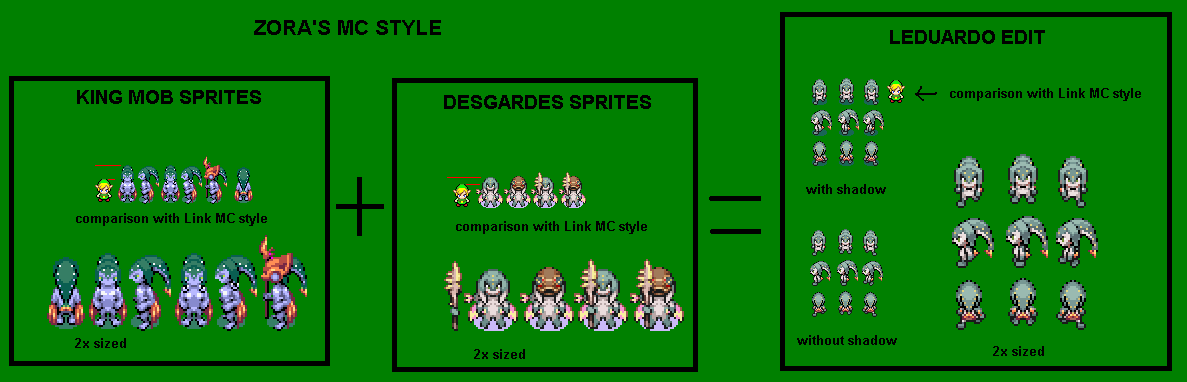 ZORA'S MC STYLE
KING MOB SPRITES
comparison with Link MC style
2x sized
DESGARDES SPRITES
comparison with Link MC style
2x sized
LEDUARDO EDIT
comparison with Link MC style
with shadow
without shadow
2x sized